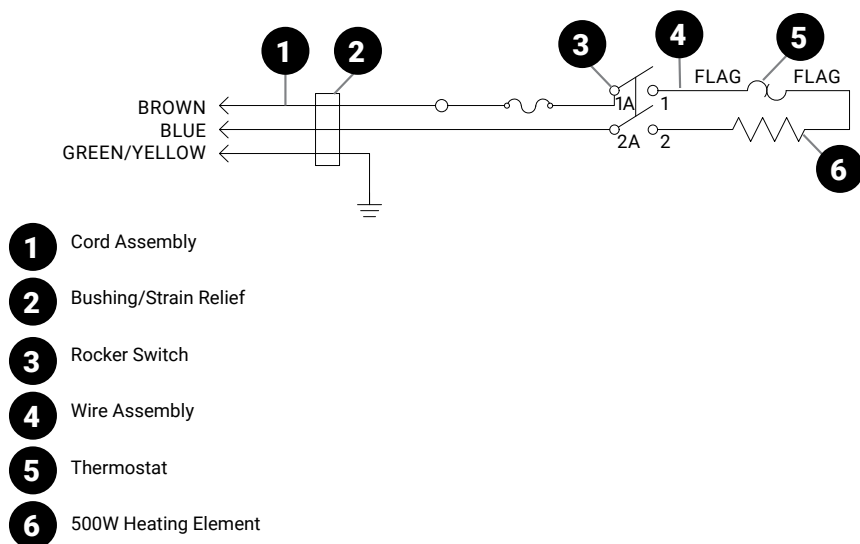 1
2
3
4
5
FLAG
FLAG
BROWN
1A
1
BLUE
2A
2
GREEN/YELLOW
6
1 Cord Assembly
2 Bushing/Strain Relief
3 Rocker Switch
4 Wire Assembly
5 Thermostat
6 500W Heating Element